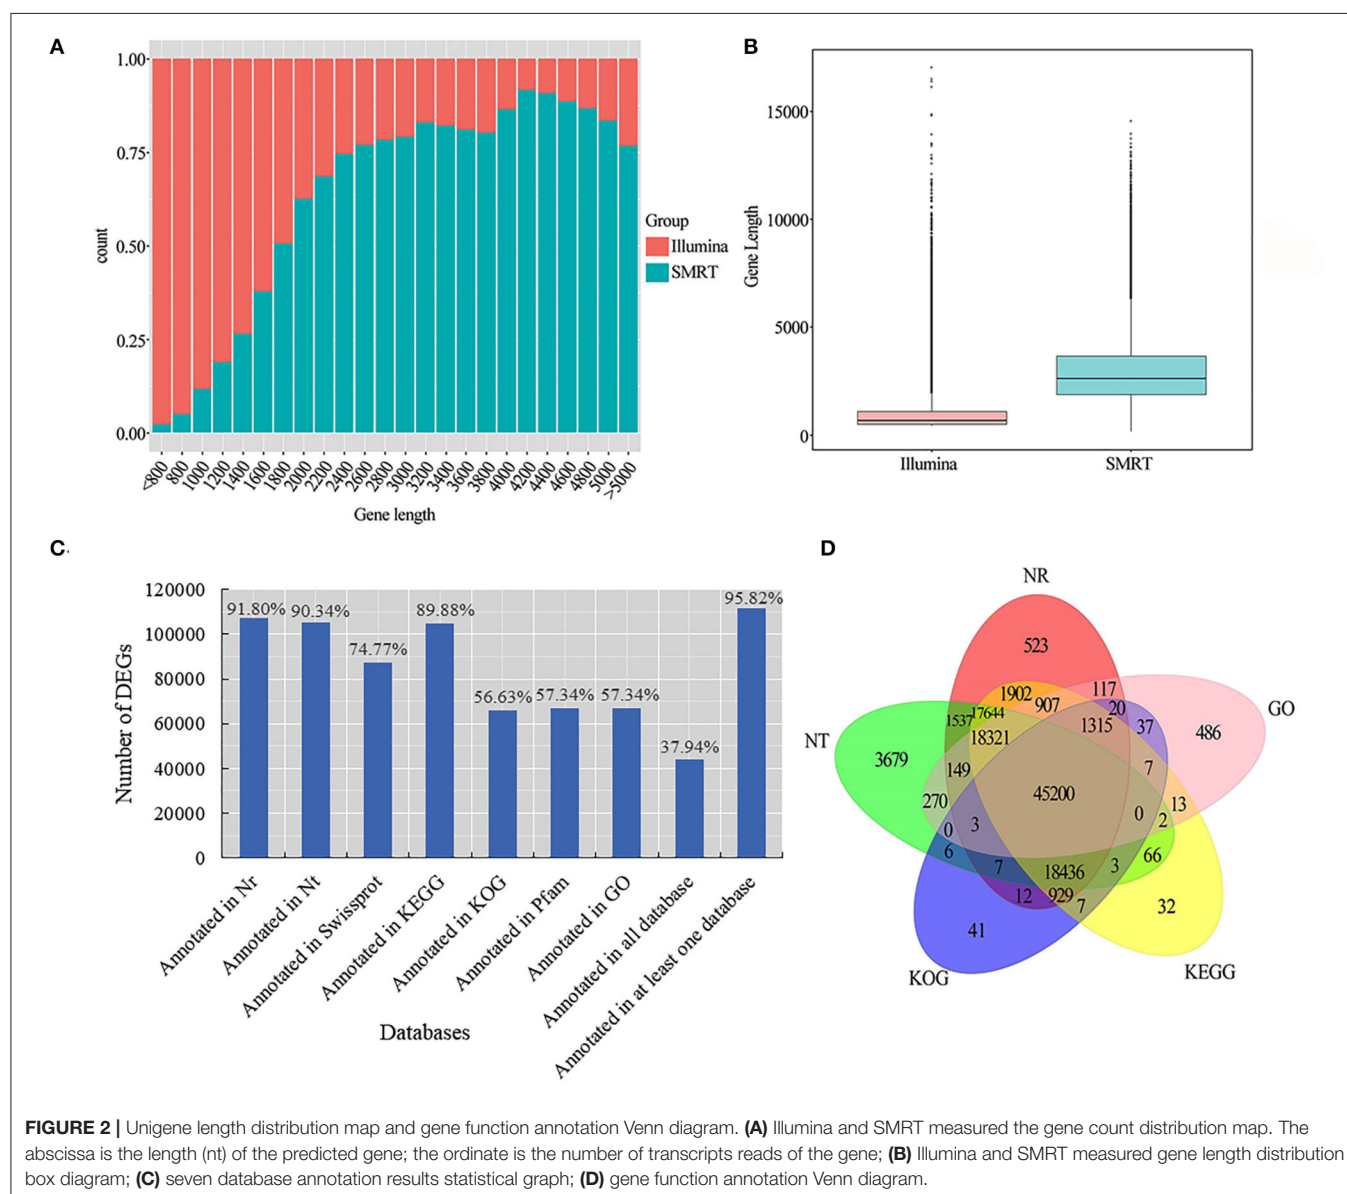 A
1.00
0.75
0.50
0.25
0.00
count
<800
800
1000
1200
1400
1600
1800
2000
2200
2400
2600
2800
3000
3200
3400
3600
3800
4000
4200
4400
4600
4800
5000
>5000
Gene length
Group
Illumina
SMRT
B
15000
10000
5000
0
Gene Length
Illumina
SMRT
C.
120000
100000
80000
60000
40000
20000
0
Number of DEGs
91.80%
90.34%
74.77%
89.88%
56.63%
57.34%
57.34%
37.94%
95.82%
Annotated in Nr
Annotated in Nt
Annotated in Swissprot
Annotated in KEGG
Annotated in KOG
Annotated in Pfam
Annotated in GO
Annotated in all database
Annotated in at least one database
Databases
D
NR
523
GO
486
NT
3679
KOG
41
KEGG
32
1902
907
117
20
1315
37
1537
17644
18321
149
7
270
45200
13
0
2
0
3
6
7
18436
3
66
12
929
7
FIGURE 2 | Unigene length distribution map and gene function annotation Venn diagram. (A) Illumina and SMRT measured the gene count distribution map. The
abscissa is the length (nt) of the predicted gene; the ordinate is the number of transcripts reads of the gene; (B) Illumina and SMRT measured gene length distribution
box diagram; (C) seven database annotation results statistical graph; (D) gene function annotation Venn diagram.